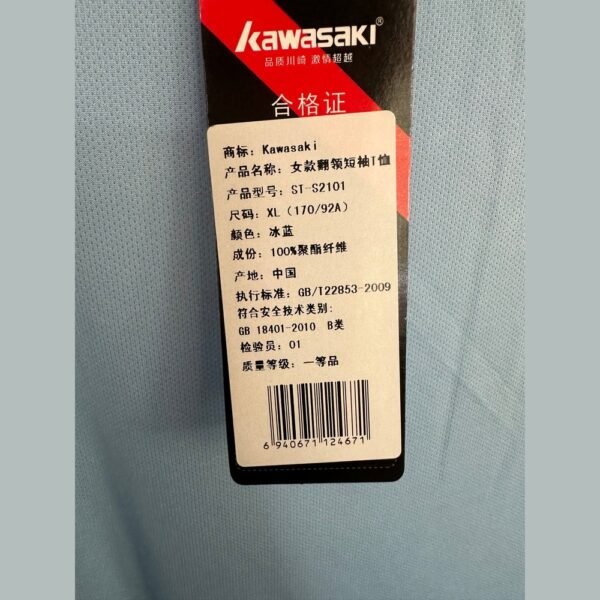 Kawasaki®
品质川崎 激情超越
合格证
商标：Kawasaki
产品名称：女款翻领短袖T恤
产品型号：ST-S2101
尺码：XL（170/92A）
颜色：冰蓝
成份：100%聚酯纤维
产地：中国
执行标准：GB/T22853-2009
符合安全技术类别：
GB 18401-2010 B类
检验员：01
质量等级：一等品
6 940671 124671